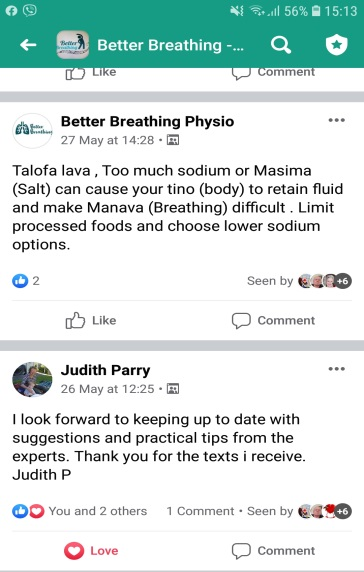 56% 15:13
Better Breathing -...
Like Comment
Better Breathing Physio
27 May at 14:28 •
Talofa lava , Too much sodium or Masima
(Salt) can cause your tino (body) to retain fluid
and make Manava (Breathing) difficult . Limit
processed foods and choose lower sodium
options.
2 Seen by +6
Like Comment
Judith Parry
26 May at 12:25 •
I look forward to keeping up to date with
suggestions and practical tips from the
experts. Thank you for the texts i receive.
Judith P
You and 2 others 1 Comment • Seen by +6
Love Comment